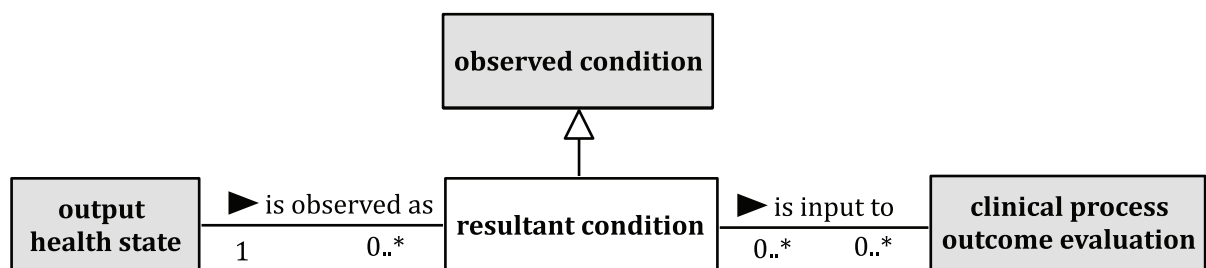 observed condition
output
health state
is observed as
1
0..*
resultant condition
is input to
0..*
0..*
clinical process
outcome evaluation